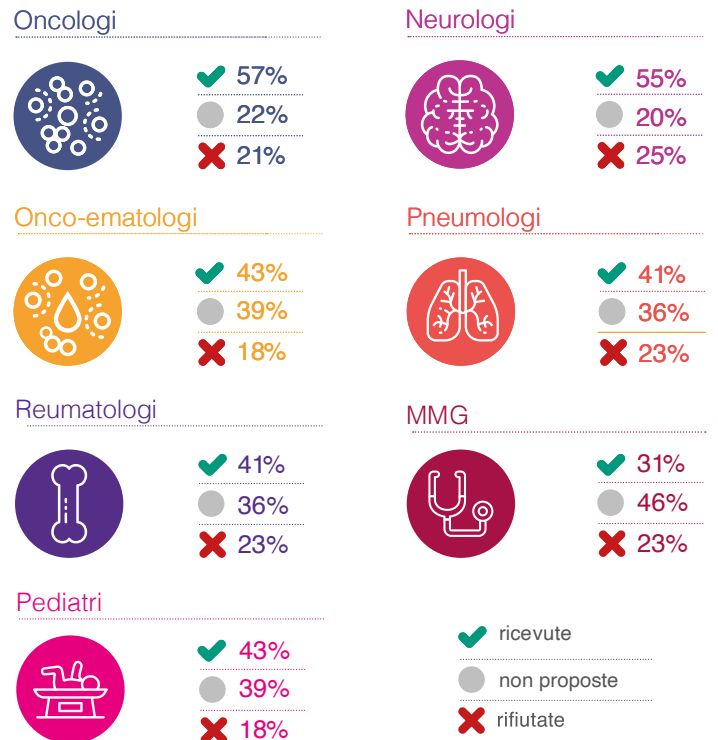 Oncologi
57%
22%
21%
Neurologi
55%
20%
25%
Onco-ematologi
43%
39%
18%
Pneumologi
41%
36%
23%
Reumatologi
41%
36%
23%
MMG
31%
46%
23%
Pediatri
43%
39%
18%
ricevute
non proposte
rifiutate